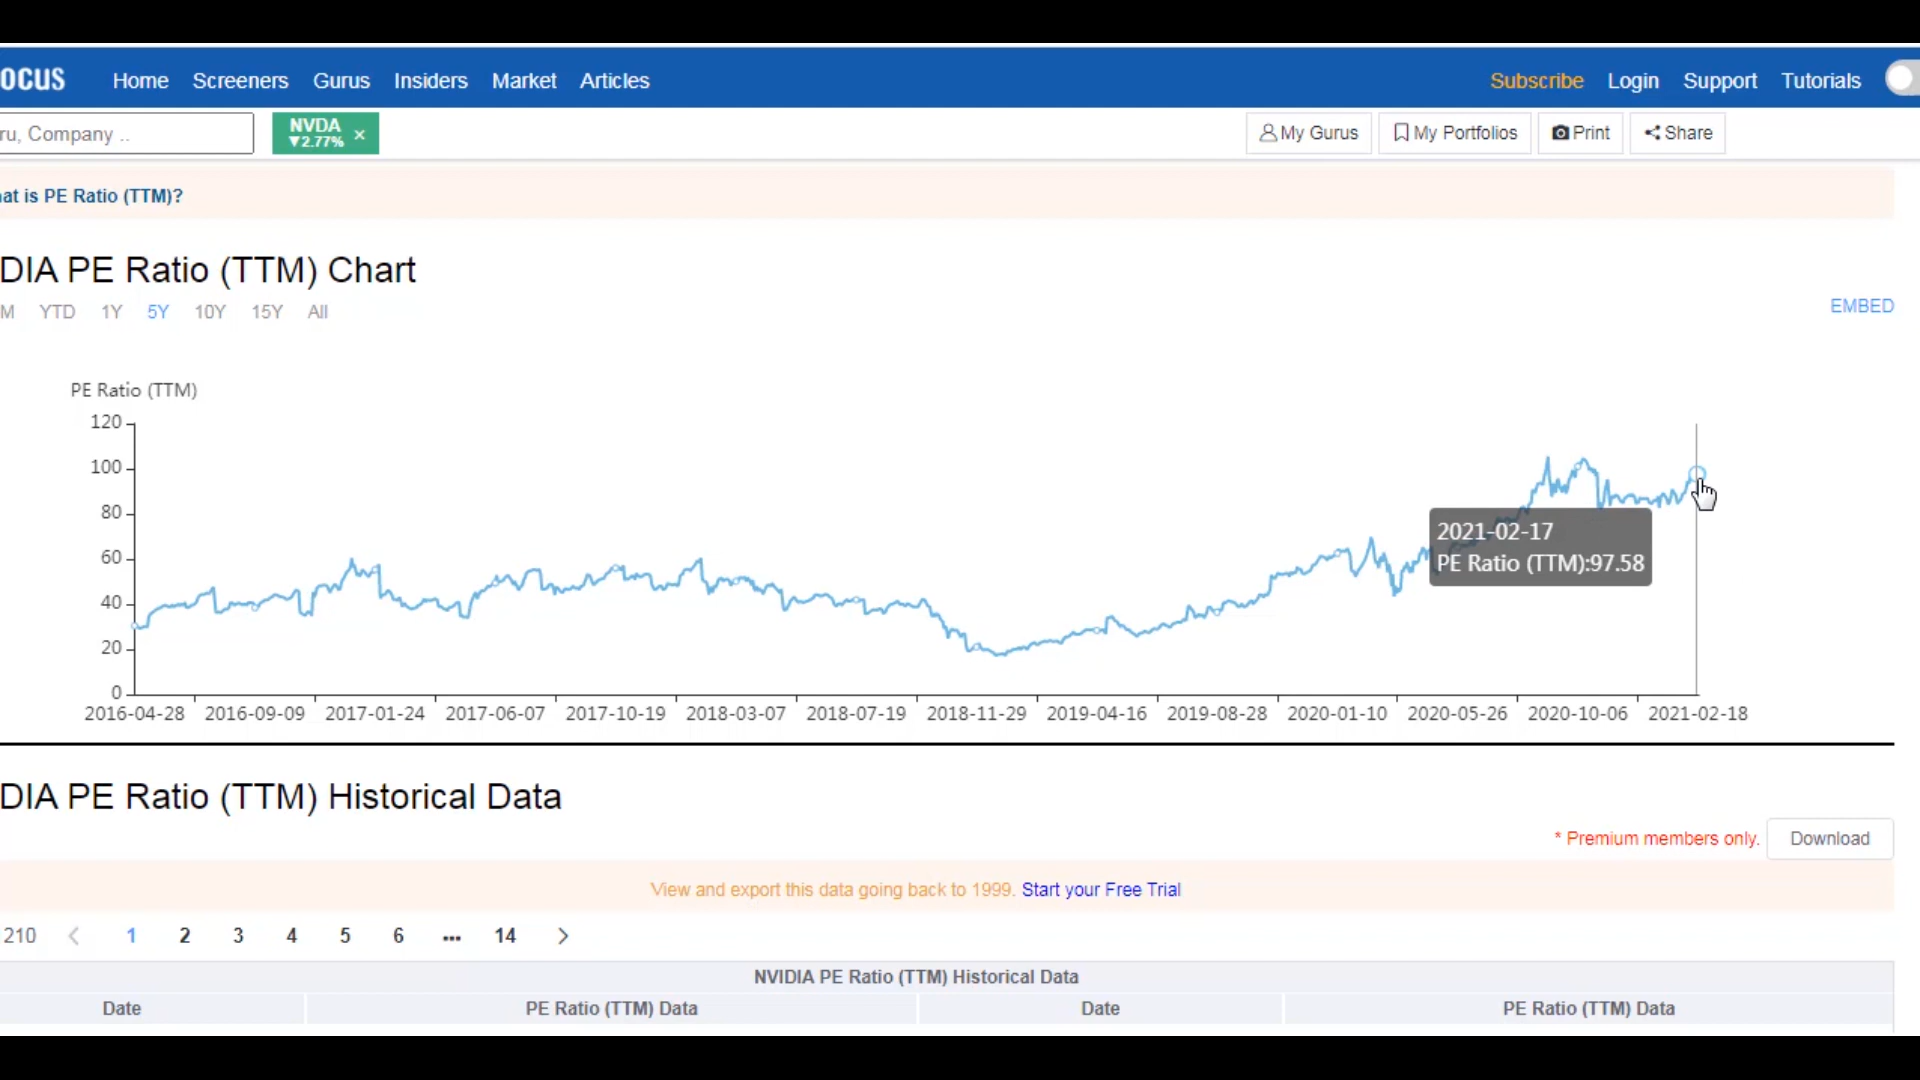 ocus Home Screeners Gurus Insiders Market Articles Subscribe Login Support Tutorials
ru, Company .. NVDA ▼2.77% × My Gurus My Portfolios Print Share
at is PE Ratio (TTM)?
DIA PE Ratio (TTM) Chart
M YTD 1Y 5Y 10Y 15Y All EMBED
PE Ratio (TTM)
120
100
80
60
40
20
0
2021-02-17
PE Ratio (TTM):97.58
2016-04-28 2016-09-09 2017-01-24 2017-06-07 2017-10-19 2018-03-07 2018-07-19 2018-11-29 2019-04-16 2019-08-28 2020-01-10 2020-05-26 2020-10-06 2021-02-18
DIA PE Ratio (TTM) Historical Data
* Premium members only. Download
View and export this data going back to 1999. Start your Free Trial
210 < 1 2 3 4 5 6 ... 14 >
NVIDIA PE Ratio (TTM) Historical Data
Date PE Ratio (TTM) Data Date PE Ratio (TTM) Data